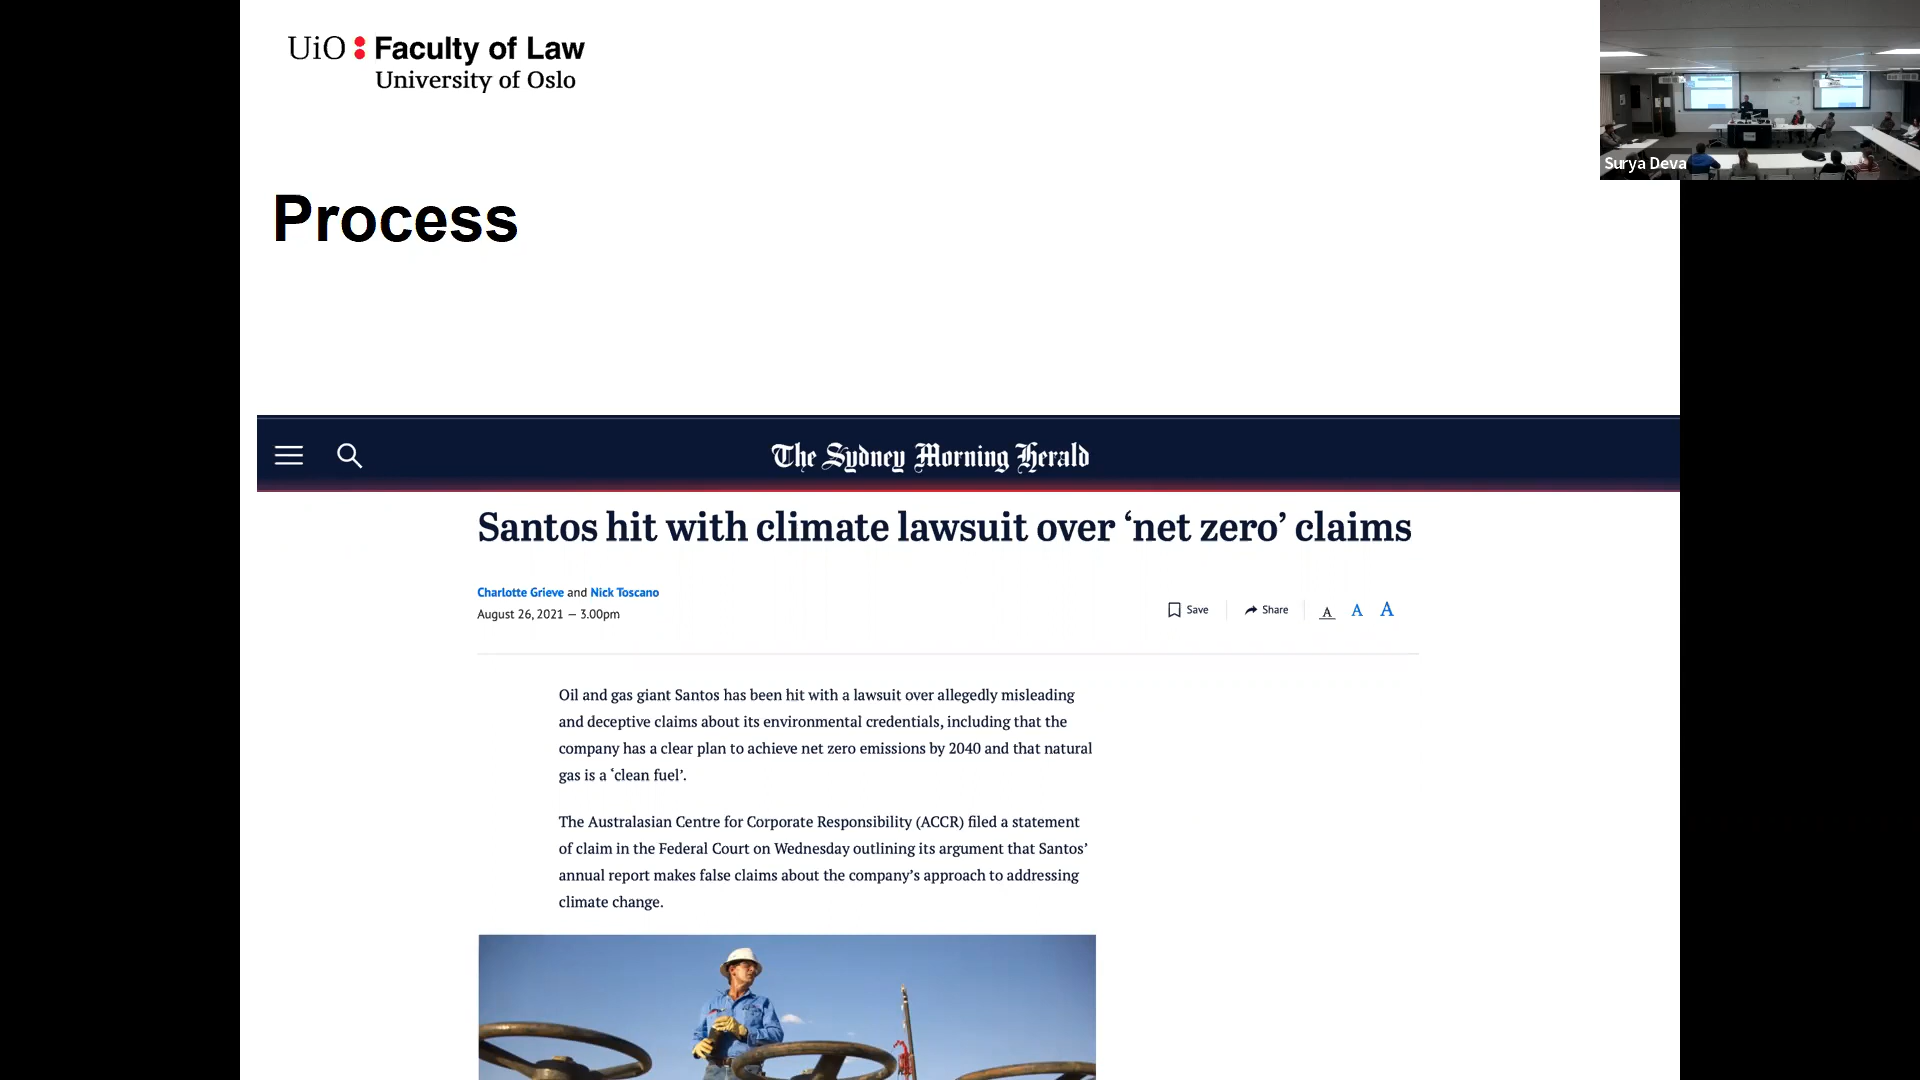 UiO Faculty of Law
University of Oslo
Surya Deva
Process
The Sydney Morning Herald
Santos hit with climate lawsuit over ‘net zero’ claims
Charlotte Grieve and Nick Toscano
August 26, 2021 — 3.00pm
Save
Share
A A A
Oil and gas giant Santos has been hit with a lawsuit over allegedly misleading
and deceptive claims about its environmental credentials, including that the
company has a clear plan to achieve net zero emissions by 2040 and that natural
gas is a ‘clean fuel’.
The Australasian Centre for Corporate Responsibility (ACCR) filed a statement
of claim in the Federal Court on Wednesday outlining its argument that Santos’
annual report makes false claims about the company’s approach to addressing
climate change.